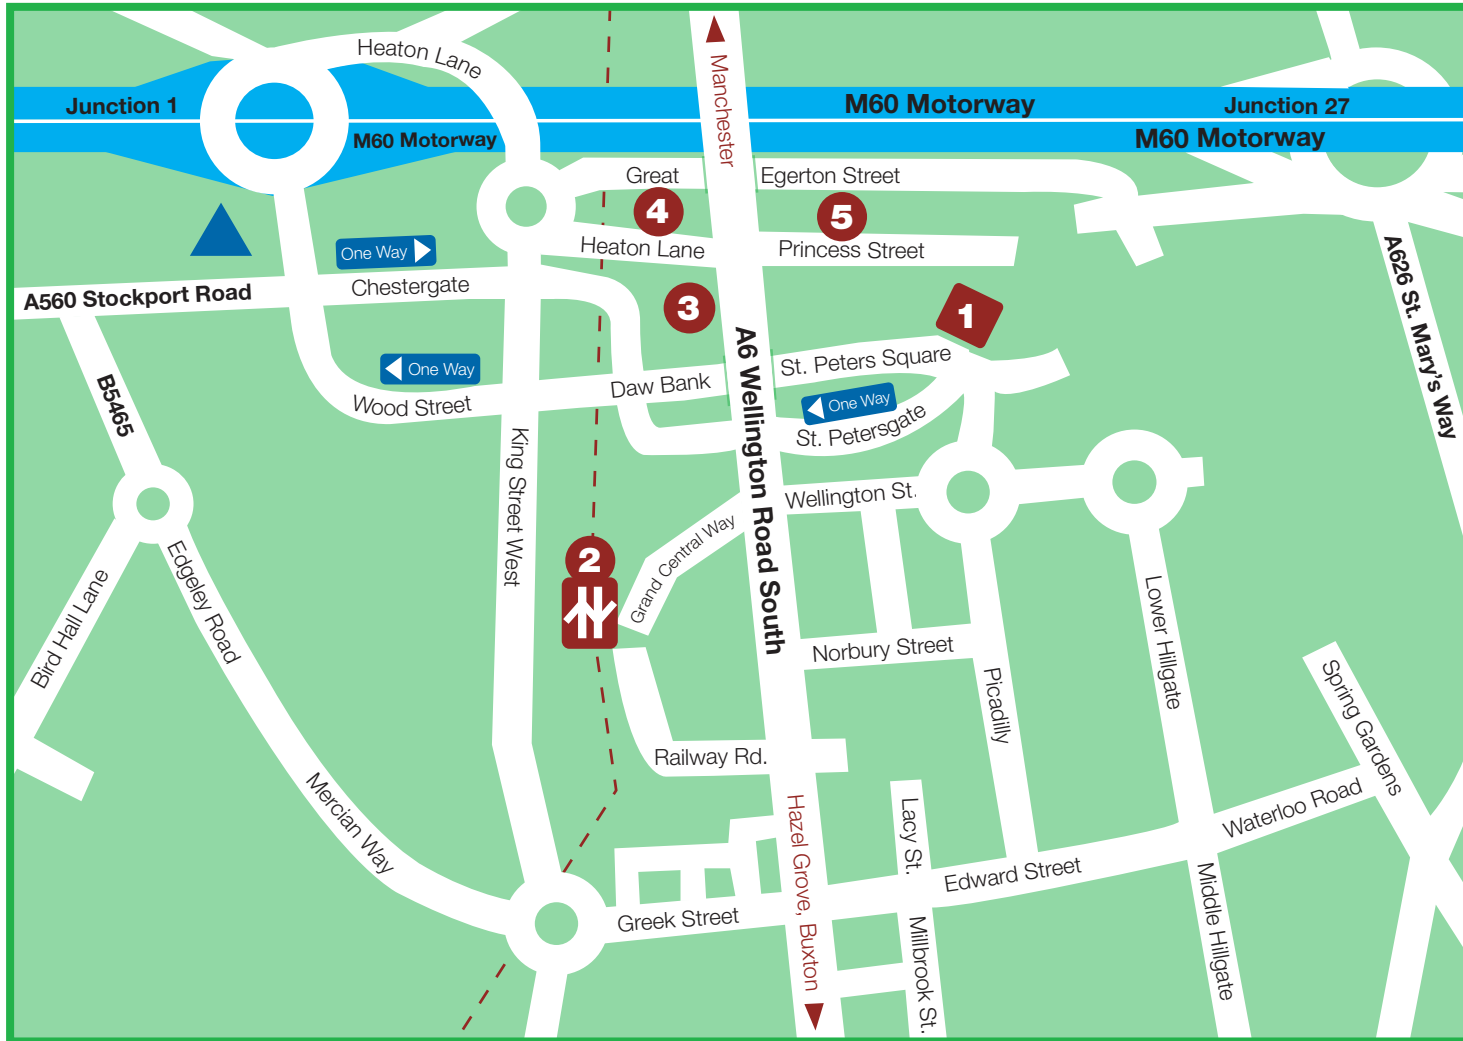 Heaton Lane
Junction 1
M60 Motorway
Junction 27
M60 Motorway
M60 Motorway
Manchester
Great
Egerton Street
4
5
One Way
Heaton Lane
Princess Street
A560 Stockport Road
Chestergate
3
1
A626 St. Mary's Way
A6 Wellington Road South
B5465
One Way
Wood Street
Daw Bank
St. Peters Square
One Way
St. Petersgate
King Street West
Wellington St.
Grand Central Way
2
Bird Hall Lane
Edgeley Road
Norbury Street
Picadilly
Lower Hillgate
Spring Gardens
Railway Rd.
Mercian Way
Hazel Grove, Buxton
Lacy St.
Waterloo Road
Edward Street
Greek Street
Millbrook St.
Middle Hillgate